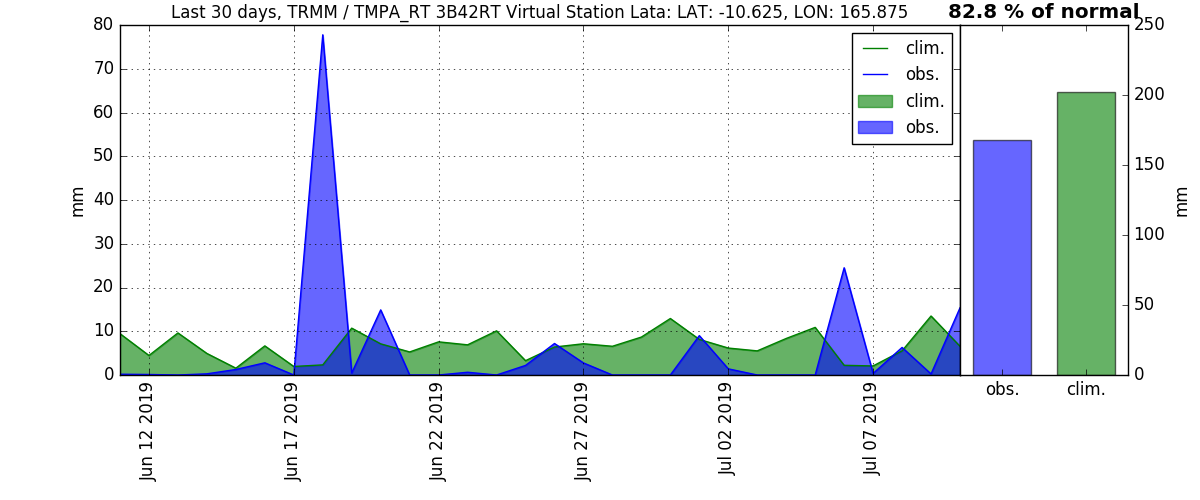 Last 30 days, TRMM / TMPA_RT 3B42RT Virtual Station Lata: LAT: -10.625, LON: 165.875
82.8 % of normal
80
70
60
50
40
30
20
10
0
mm
clim.
obs.
clim.
obs.
Jun 12 2019
Jun 17 2019
Jun 22 2019
Jun 27 2019
Jul 02 2019
Jul 07 2019
250
200
150
100
50
0
mm
obs.
clim.